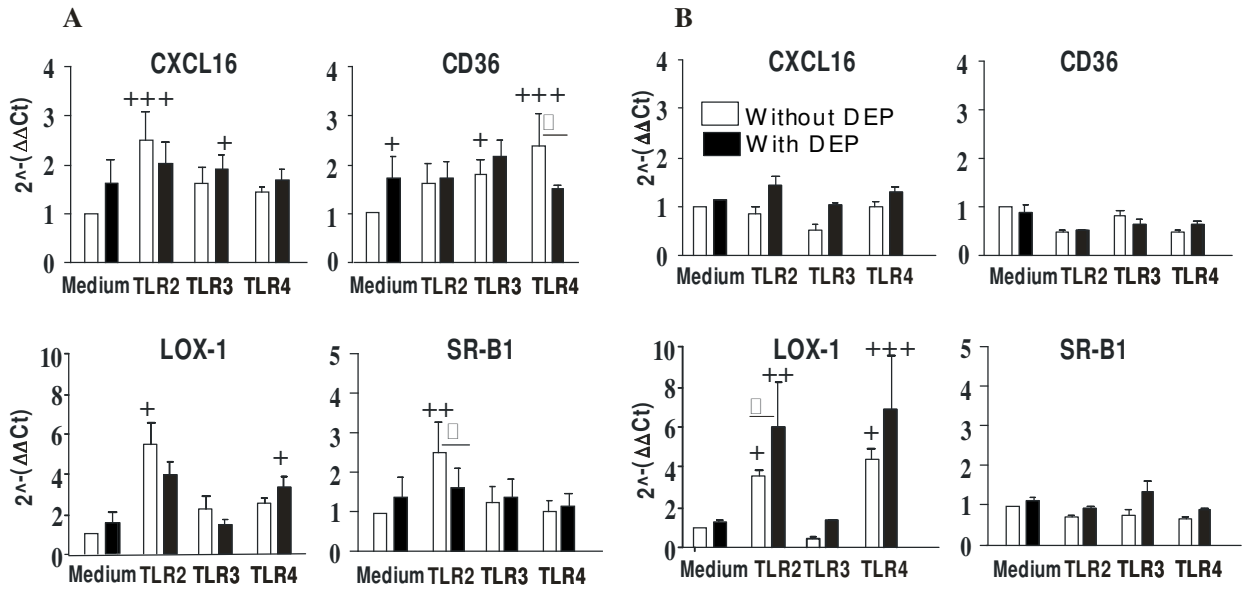 A
B
CXCL16
CD36
CXCL16
CD36
2^-(ΔΔCt)
4
3
2
1
0
+++
+
Medium TLR2 TLR3 TLR4
4
3
2
1
0
+
+
+++
Medium TLR2 TLR3 TLR4
2^-(ΔΔCt)
4
3
2
1
0
Without DEP
With DEP
Medium TLR2 TLR3 TLR4
4
3
2
1
0
Medium TLR2 TLR3 TLR4
LOX-1
SR-B1
LOX-1
SR-B1
2^-(ΔΔCt)
10
8
6
4
2
0
+
+
Medium TLR2 TLR3 TLR4
5
4
3
2
1
0
++
Medium TLR2 TLR3 TLR4
2^-(ΔΔCt)
10
8
6
4
2
0
+
++
+
+++
Medium TLR2 TLR3 TLR4
5
4
3
2
1
0
Medium TLR2 TLR3 TLR4